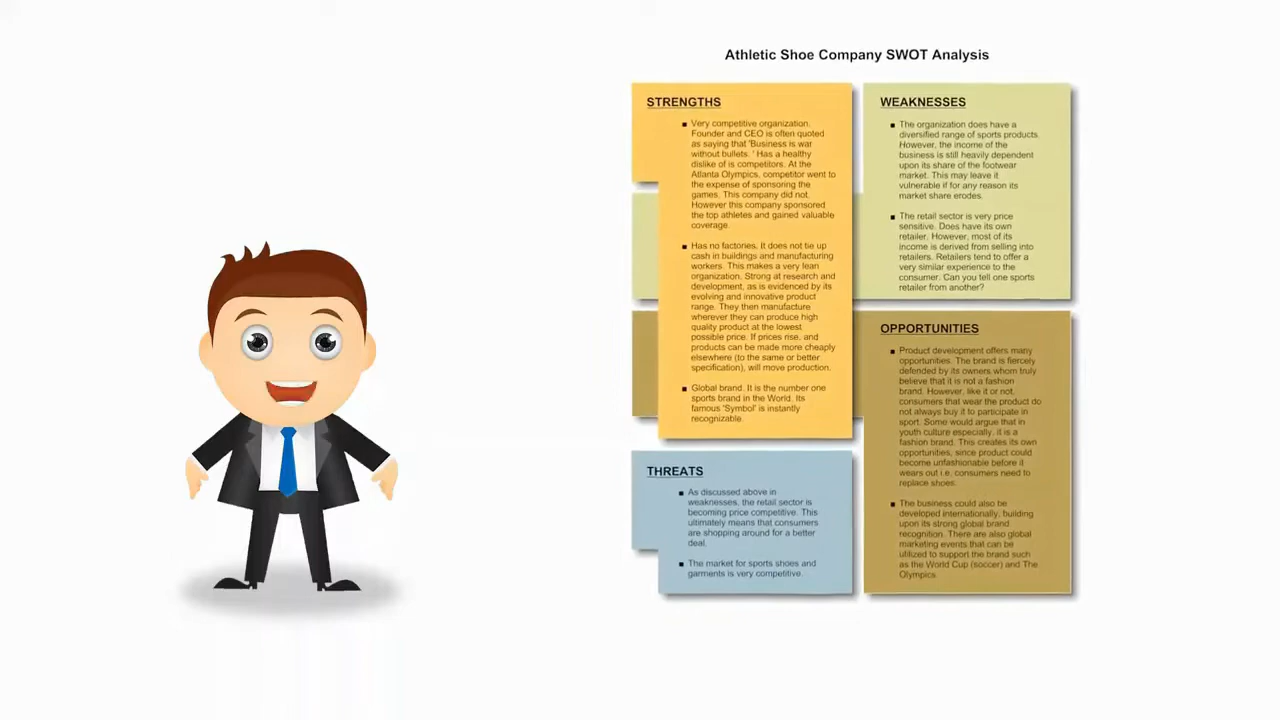 Athletic Shoe Company SWOT Analysis
STRENGTHS
■ Very competitive organization.
Founder and CEO is often quoted
as saying that 'Business is war
without bullets. ' Has a healthy
dislike of is competitors. At the
Atlanta Olympics, competitor went to
the expense of sponsoring the
games. This company did not.
However this company sponsored
the top athletes and gained valuable
coverage.
■ Has no factories. It does not tie up
cash in buildings and manufacturing
workers. This makes a very lean
organization. Strong at research and
development, as is evidenced by its
evolving and innovative product
range. They then manufacture
wherever they can produce high
quality product at the lowest
possible price. If prices rise, and
products can be made more cheaply
elsewhere (to the same or better
specification), will move production.
■ Global brand. It is the number one
sports brand in the World. Its
famous 'Symbol' is instantly
recognizable.
WEAKNESSES
■ The organization does have a
diversified range of sports products.
However, the income of the
business is still heavily dependent
upon its share of the footwear
market. This may leave it
vulnerable if for any reason its
market share erodes.
■ The retail sector is very price
sensitive. Does have its own
retailer. However, most of its
income is derived from selling into
retailers. Retailers tend to offer a
very similar experience to the
consumer. Can you tell one sports
retailer from another?
THREATS
■ As discussed above in
weaknesses, the retail sector is
becoming price competitive. This
ultimately means that consumers
are shopping around for a better
deal.
■ The market for sports shoes and
garments is very competitive.
OPPORTUNITIES
■ Product development offers many
opportunities. The brand is fiercely
defended by its owners whom truly
believe that it is not a fashion
brand. However, like it or not,
consumers that wear the product do
not always buy it to participate in
sport. Some would argue that in
youth culture especially, it is a
fashion brand. This creates its own
opportunities, since product could
become unfashionable before it
wears out i.e. consumers need to
replace shoes.
■ The business could also be
developed internationally, building
upon its strong global brand
recognition. There are also global
marketing events that can be
utilized to support the brand such
as the World Cup (soccer) and The
Olympics.